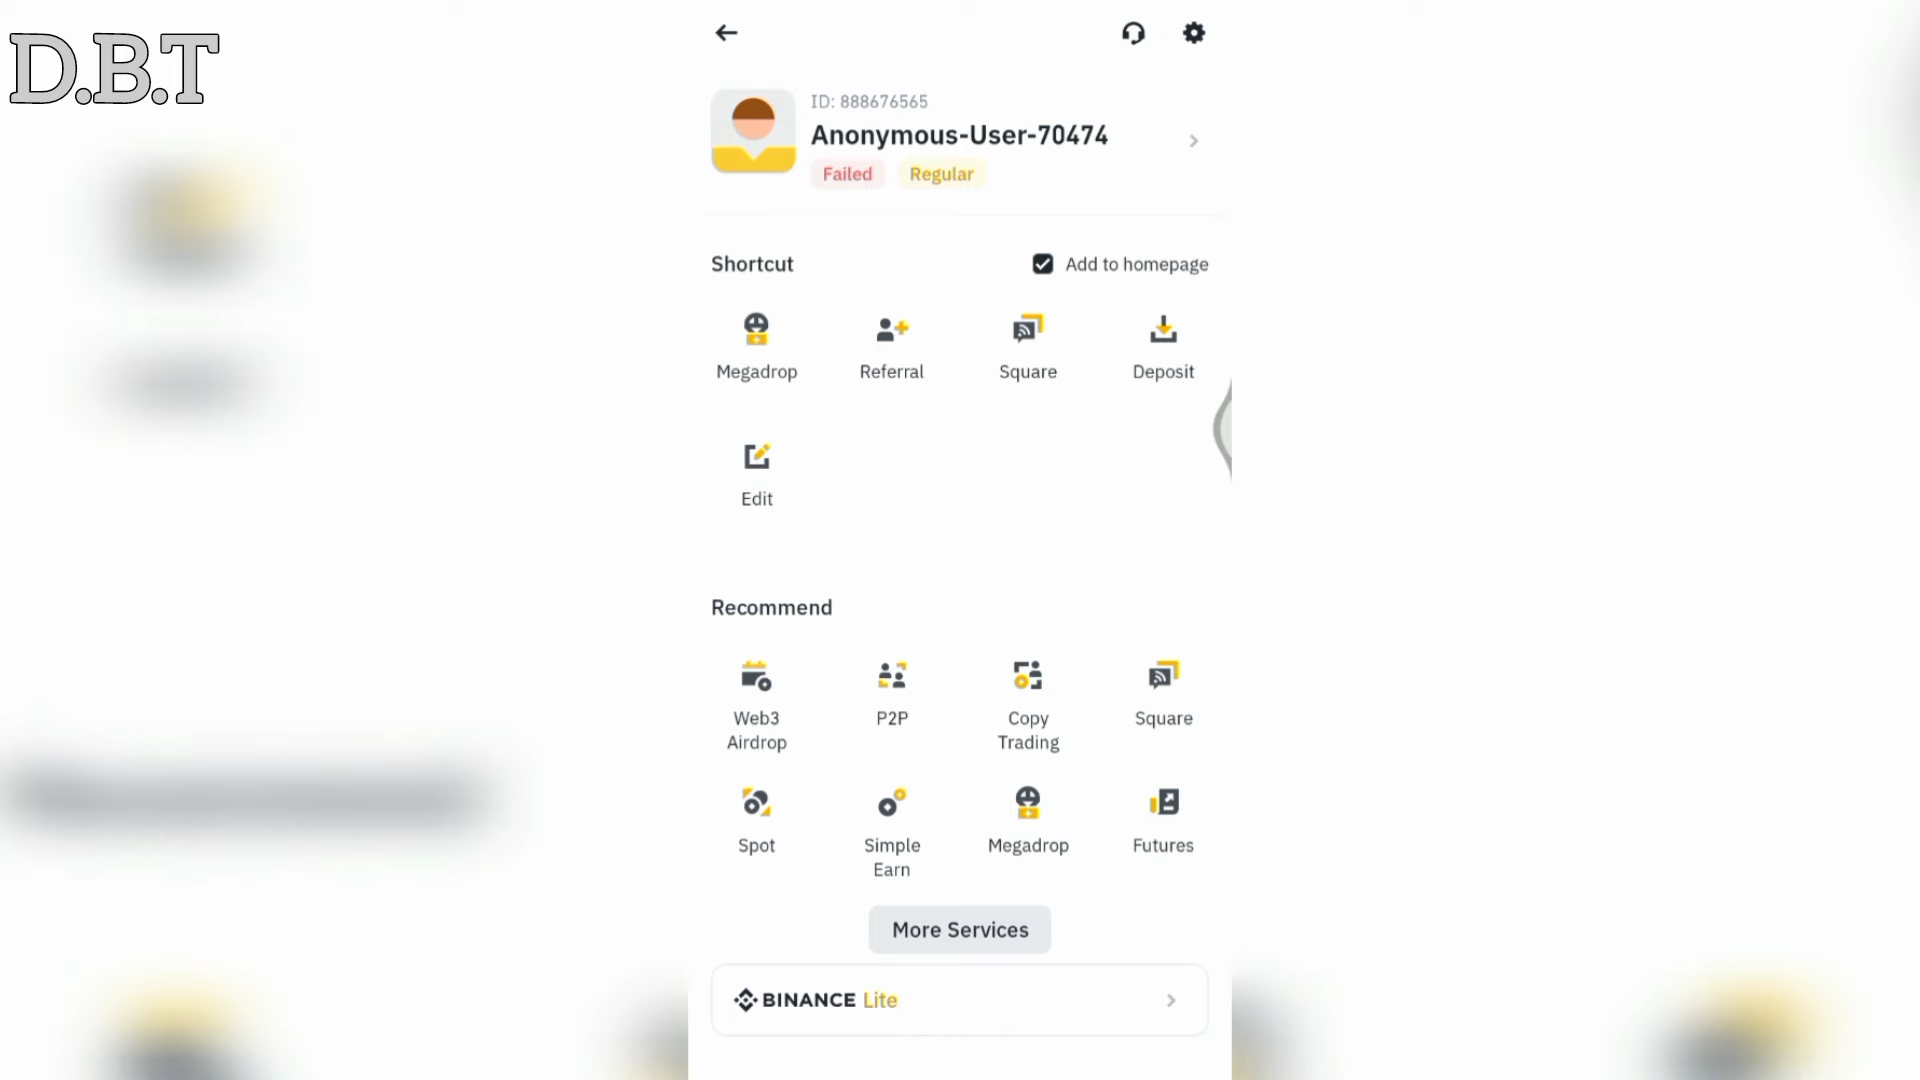 D.B.T
ID: 888676565
Anonymous-User-70474
Failed Regular
Shortcut Add to homepage
Megadrop Referral Square Deposit
Edit
Recommend
Web3 Airdrop P2P Copy Trading Square
Spot Simple Earn Megadrop Futures
More Services
BINANCE Lite